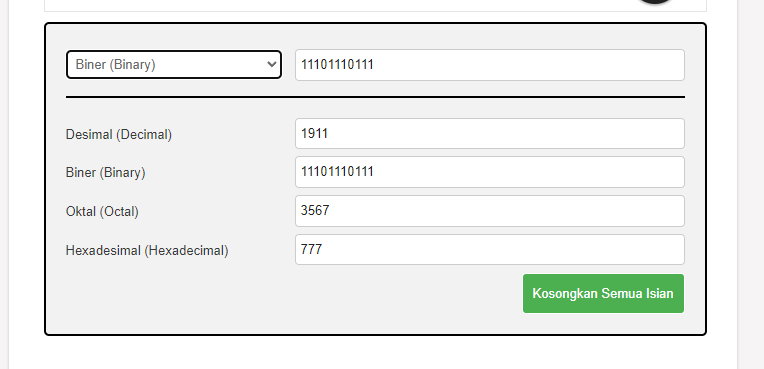 Biner (Binary) 11101110111
Desimal (Decimal) 1911
Biner (Binary) 11101110111
Oktal (Octal) 3567
Hexadesimal (Hexadecimal) 777
Kosongkan Semua Isian